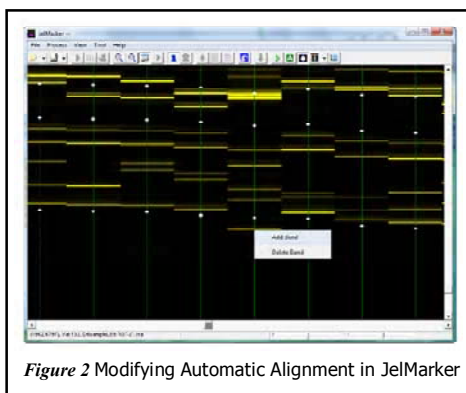 JelMarker
File Process View Tool Help
Add Band
Delete Band
Figure 2 Modifying Automatic Alignment in JelMarker